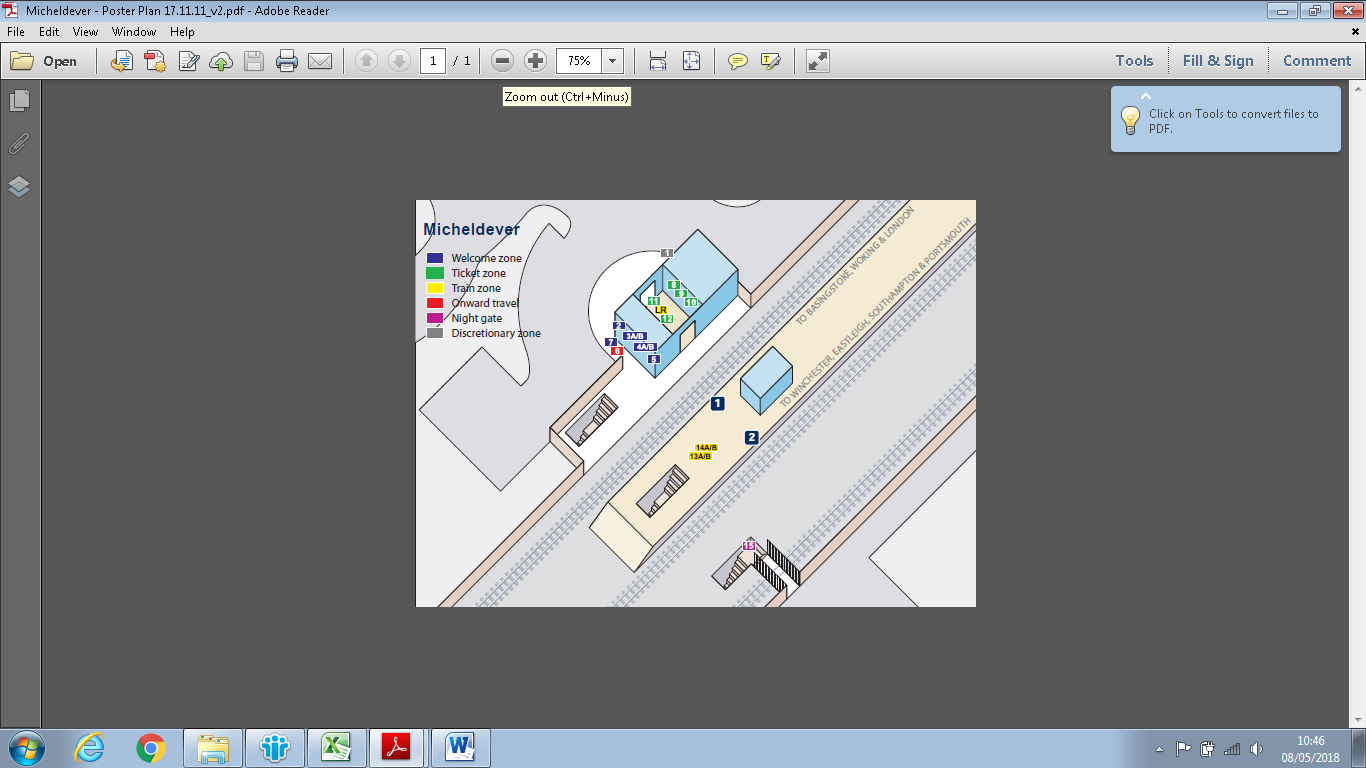 Micheldever - Poster Plan 17.11.11_v2.pdf - Adobe Reader
File Edit View Window Help
Open 1 / 1 75% Tools Fill & Sign Comment
Zoom out (Ctrl+Minus)
Click on Tools to convert files to
PDF.
Micheldever
Welcome zone
Ticket zone
Train zone
Onward travel
Night gate
Discretionary zone
1
8
9
10
11
LR
12
2
3A/B
7
4A/B
6
5
TO BASINGSTOKE, WOKING & LONDON
TO WINCHESTER, EASTLEIGH, SOUTHAMPTON & PORTSMOUTH
1
2
14A/B
13A/B
15
10:46
08/05/2018